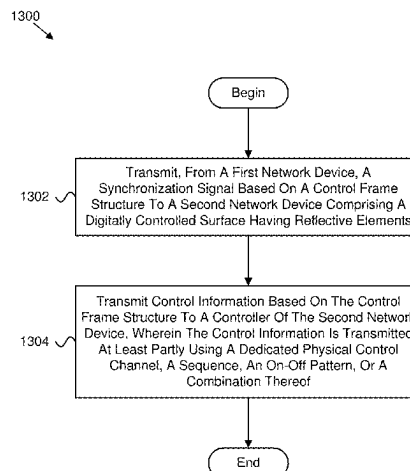 1300
Begin
Transmit, From A First Network Device, A
Synchronization Signal Based On A Control Frame
Structure To A Second Network Device Comprising A
Digitally Controlled Surface Having Reflective Elements
1302
Transmit Control Information Based On The Control
Frame Structure To A Controller Of The Second Network
Device, Wherein The Control Information Is Transmitted
At Least Partly Using A Dedicated Physical Control
Channel, A Sequence, An On-Off Pattern, Or A
Combination Thereof
1304
End